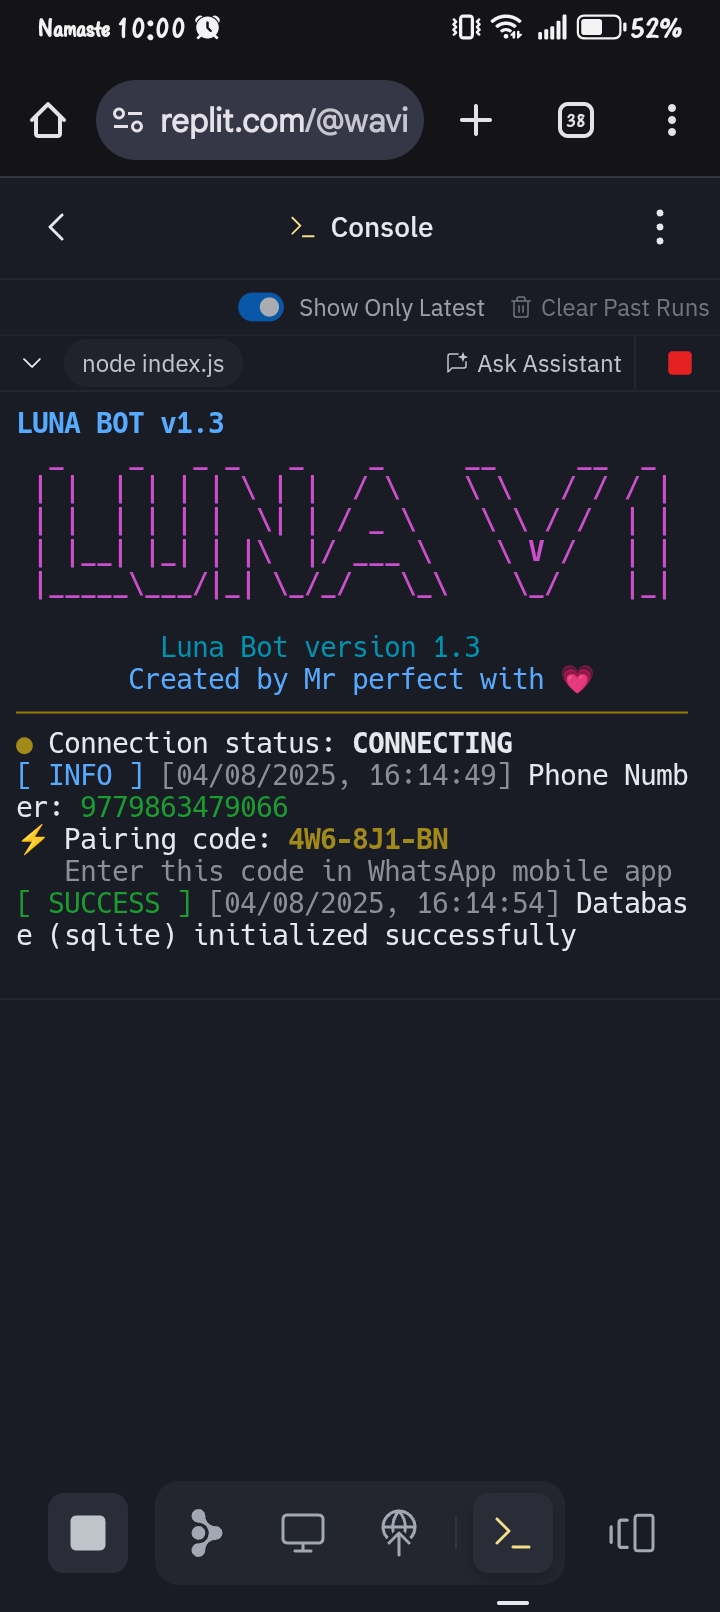 Namaste 10:00 52%
replit.com/@wavi 38
Console
Show Only Latest Clear Past Runs
node index.js Ask Assistant
LUNA BOT v1.3
LUNA V1
Luna Bot version 1.3
Created by Mr perfect with 💗
● Connection status: CONNECTING
[ INFO ] [04/08/2025, 16:14:49] Phone Numb
er: 9779863479066
⚡ Pairing code: 4W6-8J1-BN
Enter this code in WhatsApp mobile app
[ SUCCESS ] [04/08/2025, 16:14:54] Databas
e (sqlite) initialized successfully